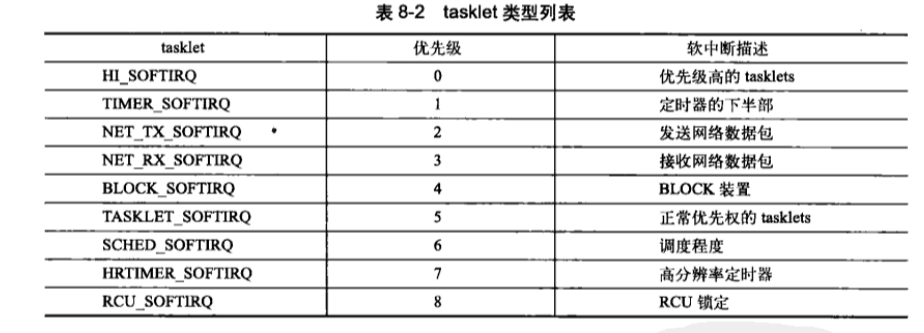 表 8-2 tasklet 类型列表
tasklet 优先级 软中断描述
HI_SOFTIRQ 0 优先级高的 tasklets
TIMER_SOFTIRQ 1 定时器的下半部
NET_TX_SOFTIRQ 2 发送网络数据包
NET_RX_SOFTIRQ 3 接收网络数据包
BLOCK_SOFTIRQ 4 BLOCK 装置
TASKLET_SOFTIRQ 5 正常优先权的 tasklets
SCHED_SOFTIRQ 6 调度程度
HRTIMER_SOFTIRQ 7 高分辨率定时器
RCU_SOFTIRQ 8 RCU 锁定